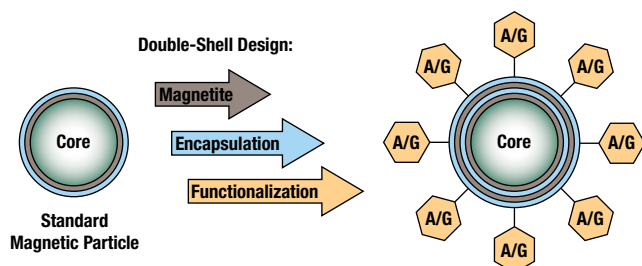 Double-Shell Design:
Magnetite
Encapsulation
Functionalization
Core
Standard
Magnetic Particle
A/G
A/G
A/G
A/G
Core
A/G
A/G
A/G
A/G